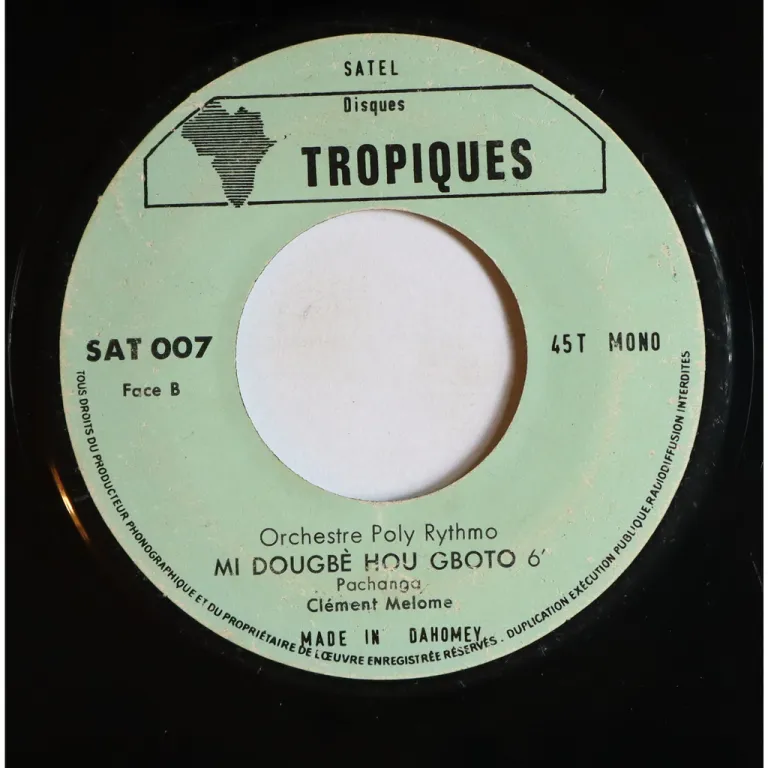 SATEL
Disques
TROPIQUES
SAT 007
Face B
45T MONO
Orchestre Poly Rythmo
MI DOUGBÈ HOU GBOTO 6'
Pachanga
Clément Melome
MADE IN DAHOMEY
TOUS DROITS DU PRODUCTEUR PHONOGRAPHIQUE ET DU PROPRIÉTAIRE DE L'ŒUVRE ENREGISTRÉE RÉSERVÉS. DUPLICATION EXÉCUTION PUBLIQUE, RADIODIFFUSION INTERDITES